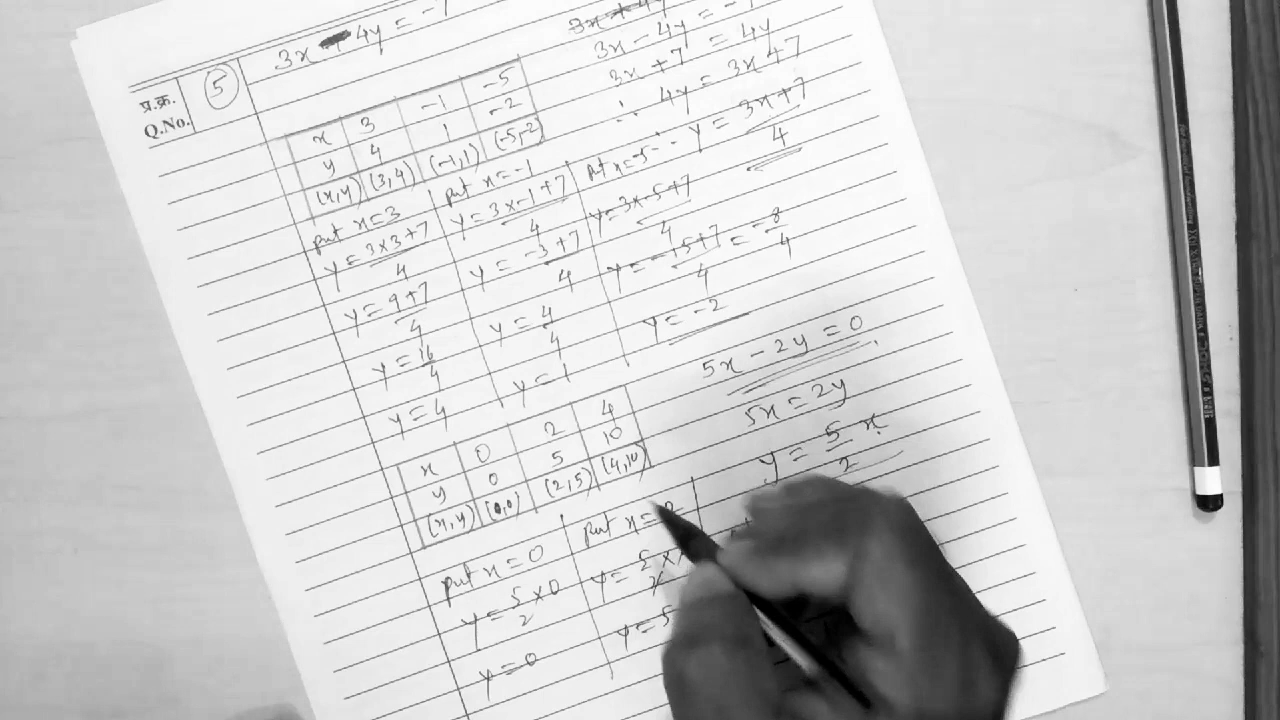 3x - 4y = -7
3x + 4y
3x - 4y = -7
3x + 7 = 4y
∴ 4y = 3x + 7
∴ y = 3x+7/4
प्र.क्र.
Q.No. 5
x 3 -1 -5
y 4 1 -2
(x,y) (3,4) (-1,1) (-5,-2)
put x=3
y = 3×3+7/4
y = 9+7/4
y = 16/4
y = 4
put x=-1
y = 3×-1+7/4
y = -3+7/4
y = 4/4
y = 1
put x=-5
y = 3×-5+7/4
y = -15+7/4 = -8/4
y = -2
5x - 2y = 0
5x = 2y
y = 5/2 x
x 0 2 4
y 0 5 10
(x,y) (0,0) (2,5) (4,10)
put x = 0
y = 5/2 × 0
y = 0
put x = 2
y = 5/2 ×
y = 5